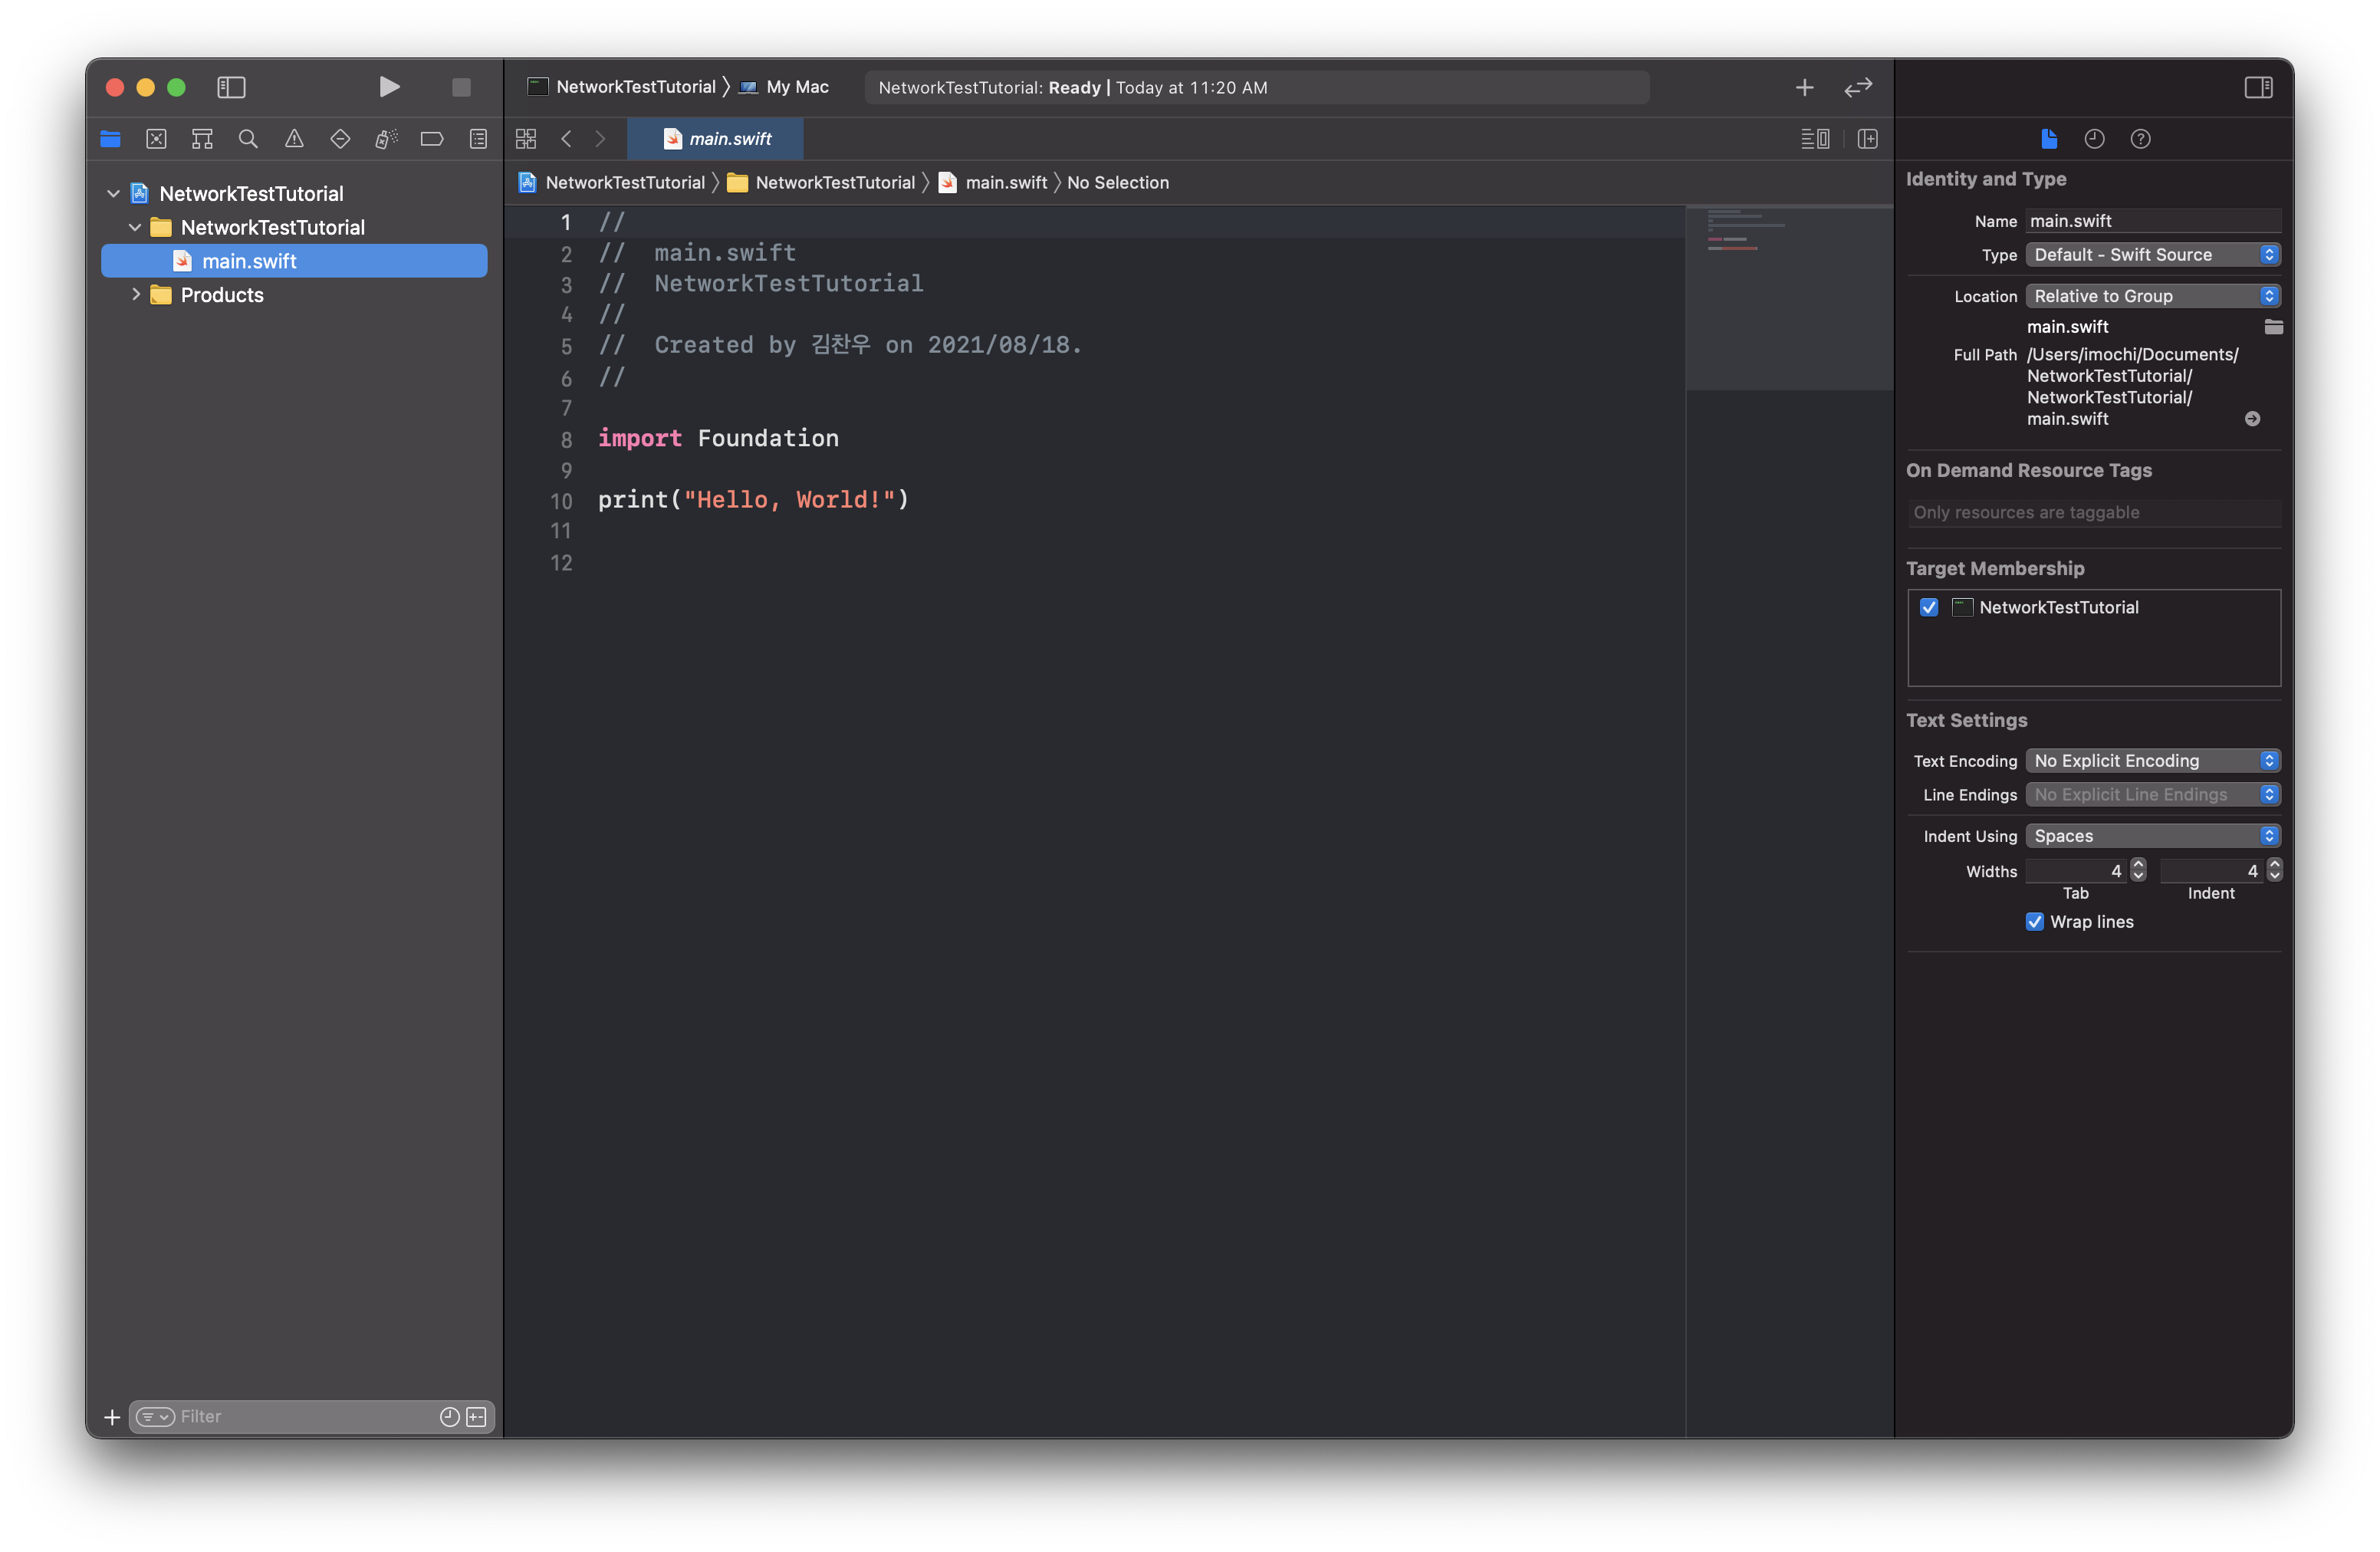 NetworkTestTutorial 〉 My Mac
NetworkTestTutorial: Ready | Today at 11:20 AM
main.swift
NetworkTestTutorial 〉 NetworkTestTutorial 〉 main.swift 〉 No Selection
NetworkTestTutorial
NetworkTestTutorial
main.swift
Products
Filter
1 //
2 //  main.swift
3 //  NetworkTestTutorial
4 //
5 //  Created by 김찬우 on 2021/08/18.
6 //
7
8 import Foundation
9
10 print("Hello, World!")
11
12
Identity and Type
Name main.swift
Type Default - Swift Source
Location Relative to Group
main.swift
Full Path /Users/imochi/Documents/
NetworkTestTutorial/
NetworkTestTutorial/
main.swift
On Demand Resource Tags
Only resources are taggable
Target Membership
NetworkTestTutorial
Text Settings
Text Encoding No Explicit Encoding
Line Endings No Explicit Line Endings
Indent Using Spaces
Widths 4 4
Tab Indent
Wrap lines